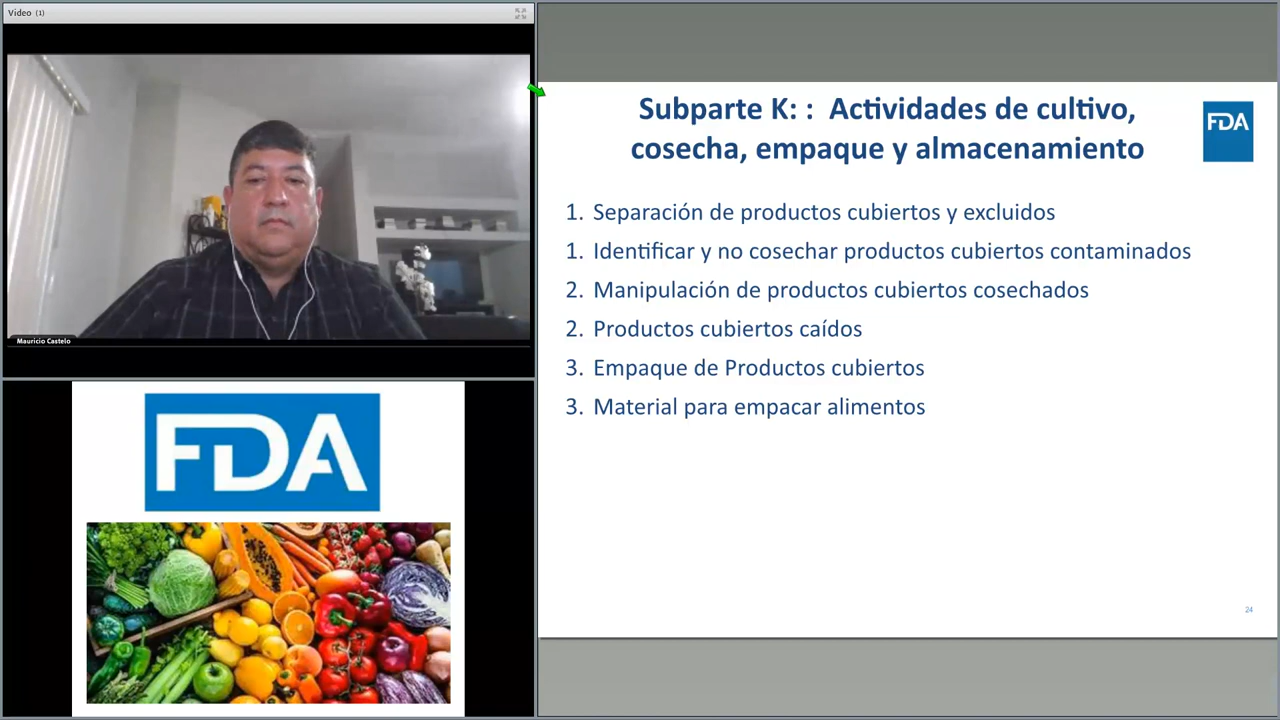 Video (1)
Mauricio Castelo
FDA
Subparte K: : Actividades de cultivo,
cosecha, empaque y almacenamiento
FDA
1. Separación de productos cubiertos y excluidos
1. Identificar y no cosechar productos cubiertos contaminados
2. Manipulación de productos cubiertos cosechados
2. Productos cubiertos caídos
3. Empaque de Productos cubiertos
3. Material para empacar alimentos
24